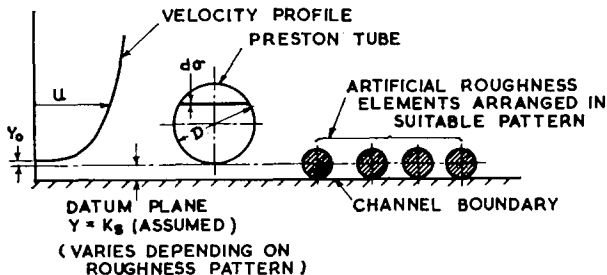 VELOCITY PROFILE
PRESTON TUBE
dσ
ARTIFICIAL ROUGHNESS
ELEMENTS ARRANGED IN
SUITABLE PATTERN
u
D
Yo
DATUM PLANE
Y = Ks (ASSUMED)
(VARIES DEPENDING ON
ROUGHNESS PATTERN)
CHANNEL BOUNDARY